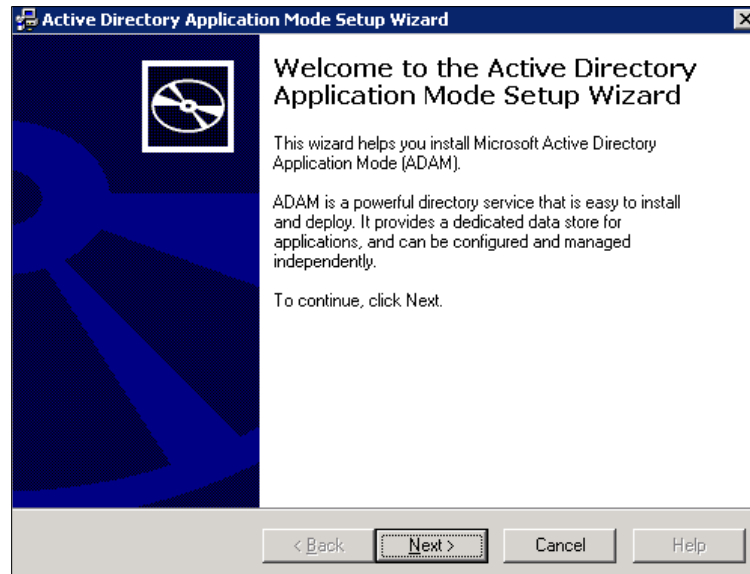 Active Directory Application Mode Setup Wizard
Welcome to the Active Directory
Application Mode Setup Wizard
This wizard helps you install Microsoft Active Directory
Application Mode (ADAM).
ADAM is a powerful directory service that is easy to install
and deploy. It provides a dedicated data store for
applications, and can be configured and managed
independently.
To continue, click Next.
< Back Next > Cancel Help